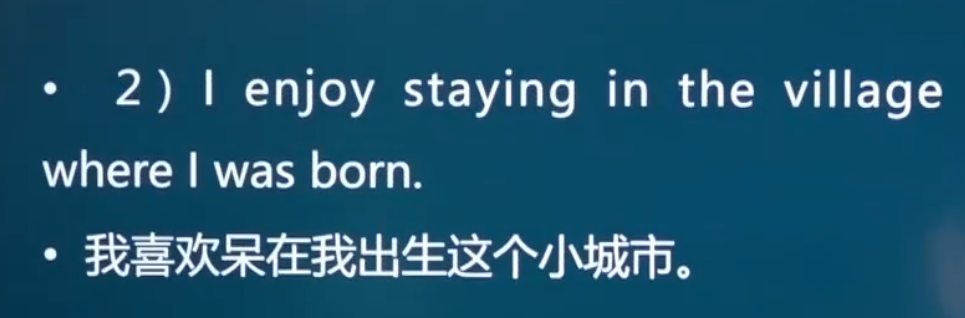 • 2) I enjoy staying in the village
where I was born.
• 我喜欢呆在我出生这个小城市。